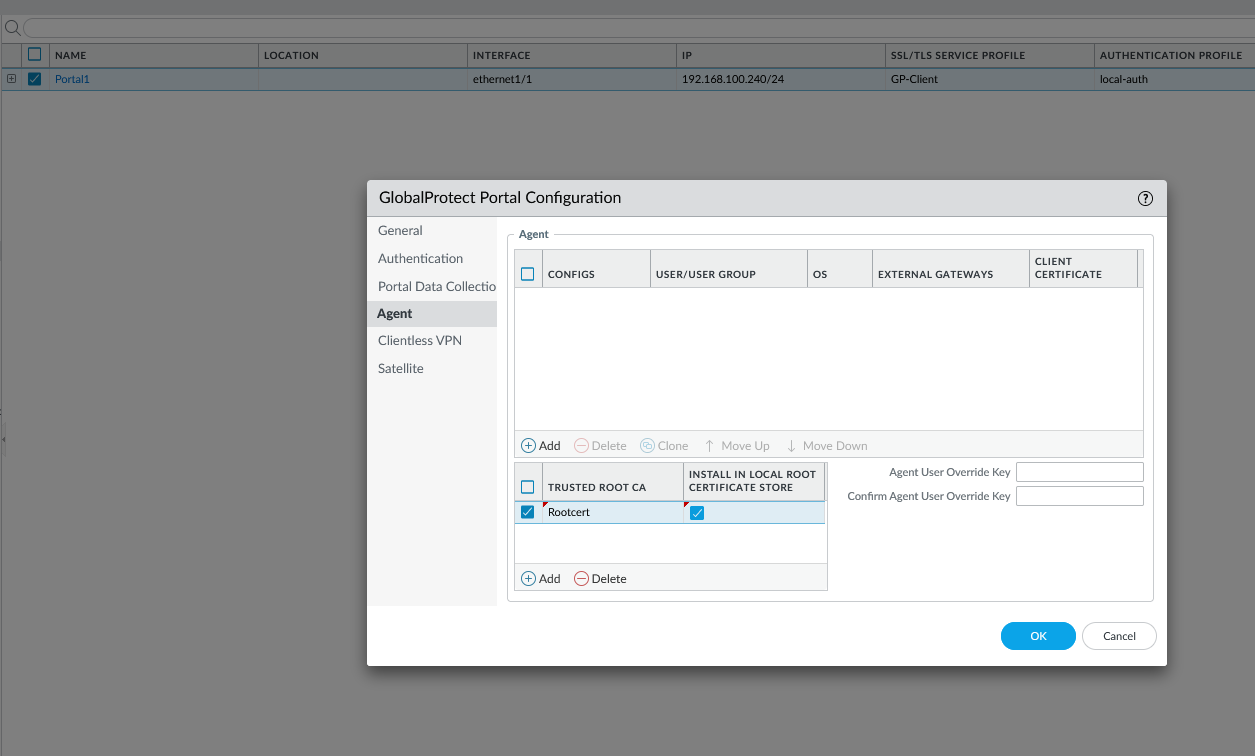 NAME LOCATION INTERFACE IP SSL/TLS SERVICE PROFILE AUTHENTICATION PROFILE
Portal1 ethernet1/1 192.168.100.240/24 GP-Client local-auth
GlobalProtect Portal Configuration ?
General
Authentication
Portal Data Collectio
Agent
Clientless VPN
Satellite
Agent
CONFIGS USER/USER GROUP OS EXTERNAL GATEWAYS CLIENT CERTIFICATE
Add Delete Clone Move Up Move Down
TRUSTED ROOT CA INSTALL IN LOCAL ROOT CERTIFICATE STORE
Rootcert
Add Delete
Agent User Override Key
Confirm Agent User Override Key
OK Cancel